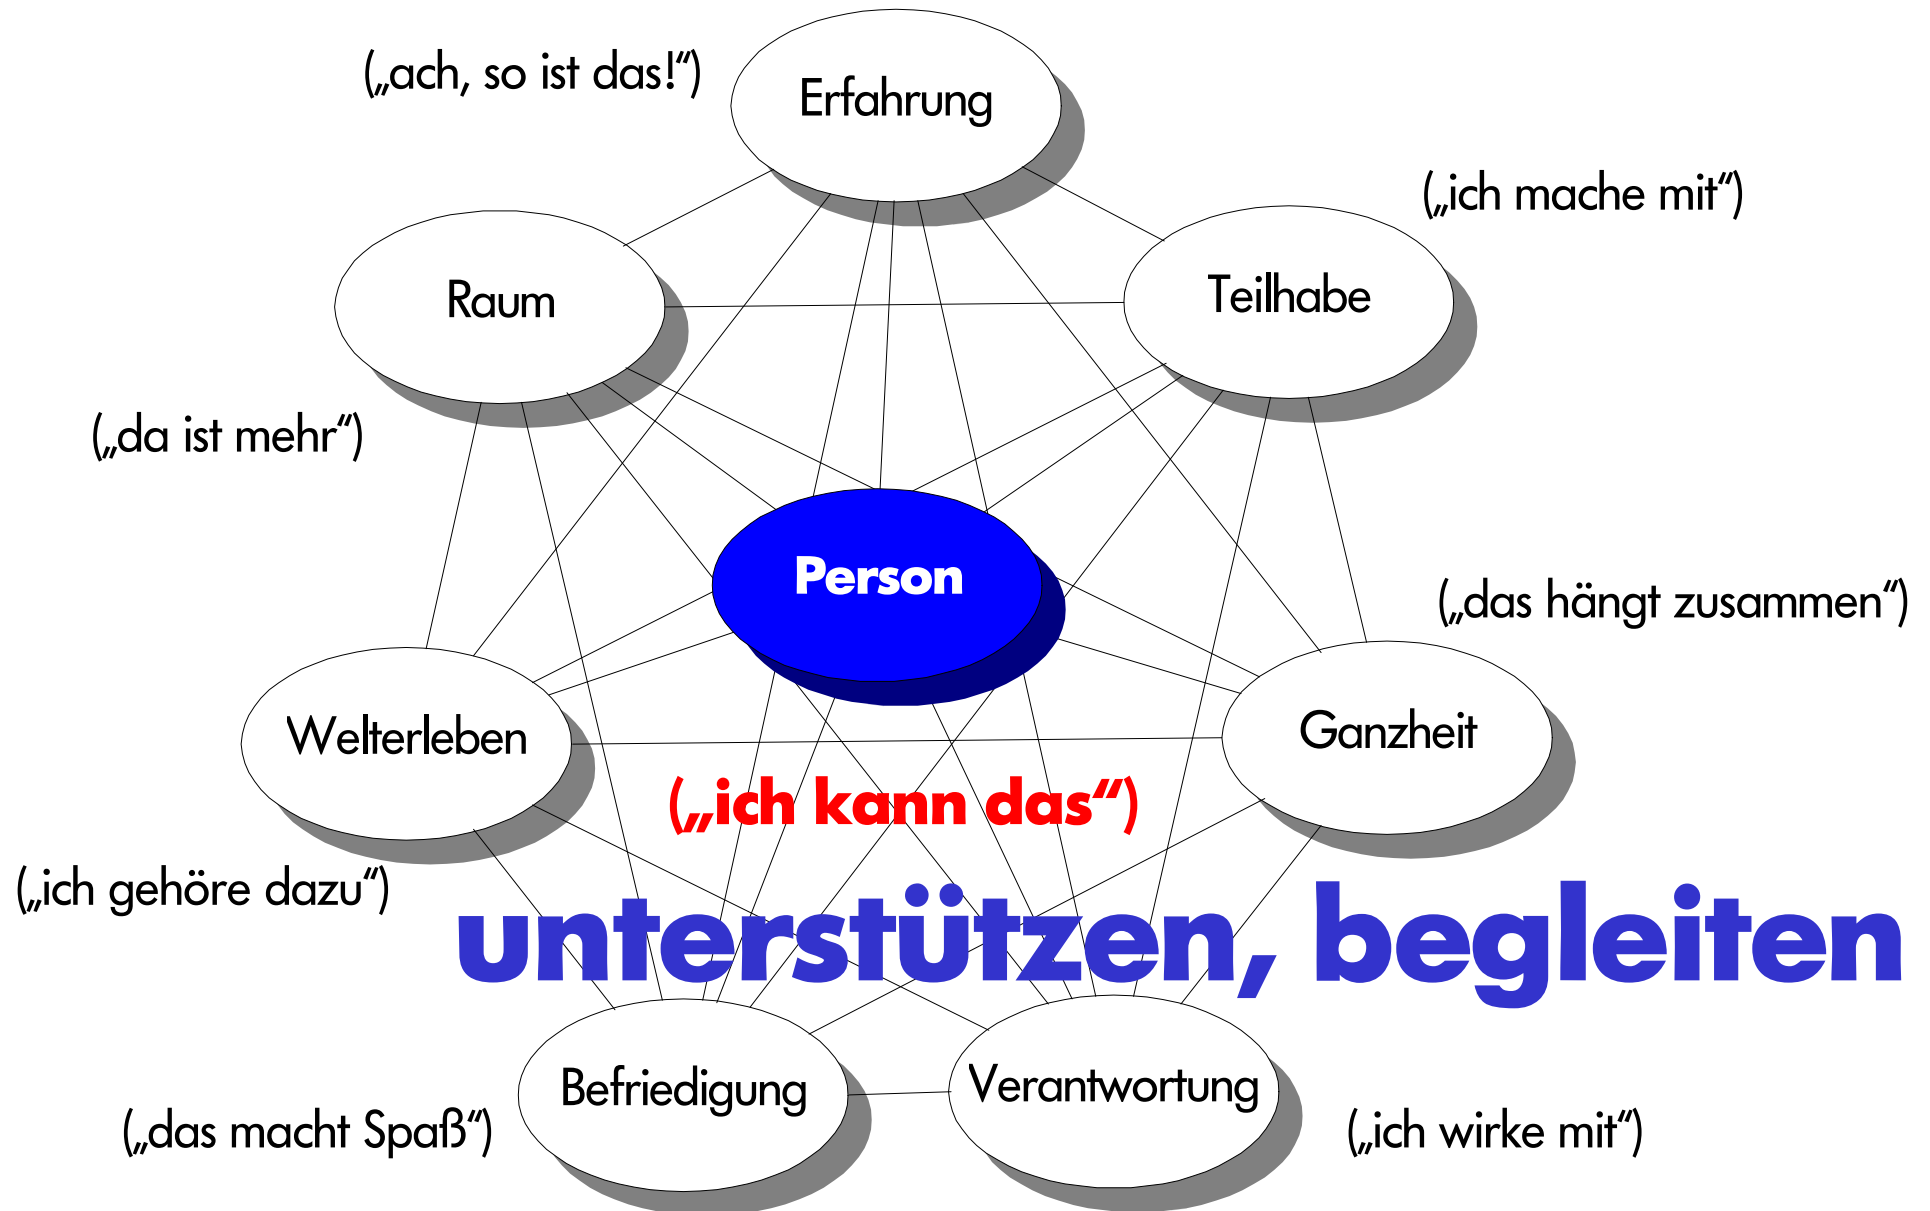 („ach, so ist das!“)
Erfahrung
(„ich mache mit“)
Raum
Teilhabe
(„da ist mehr“)
Person
(„das hängt zusammen“)
Welterleben
Ganzheit
(„ich kann das“)
(„ich gehöre dazu“)
unterstützen, begleiten
Befriedigung
Verantwortung
(„das macht Spaß“)
(„ich wirke mit“)